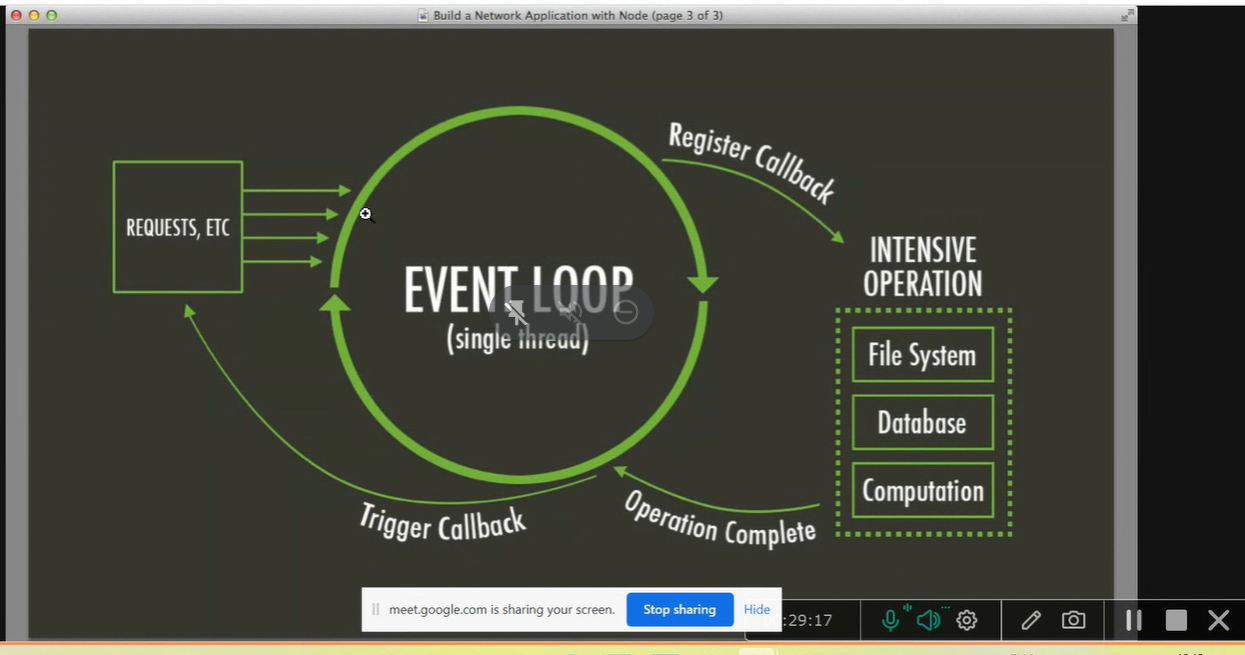 Build a Network Application with Node (page 3 of 3)
Register Callback
REQUESTS, ETC
INTENSIVE
OPERATION
EVENT LOOP
(single thread)
File System
Database
Computation
Operation Complete
Trigger Callback
meet.google.com is sharing your screen.
Stop sharing
Hide
:29:17